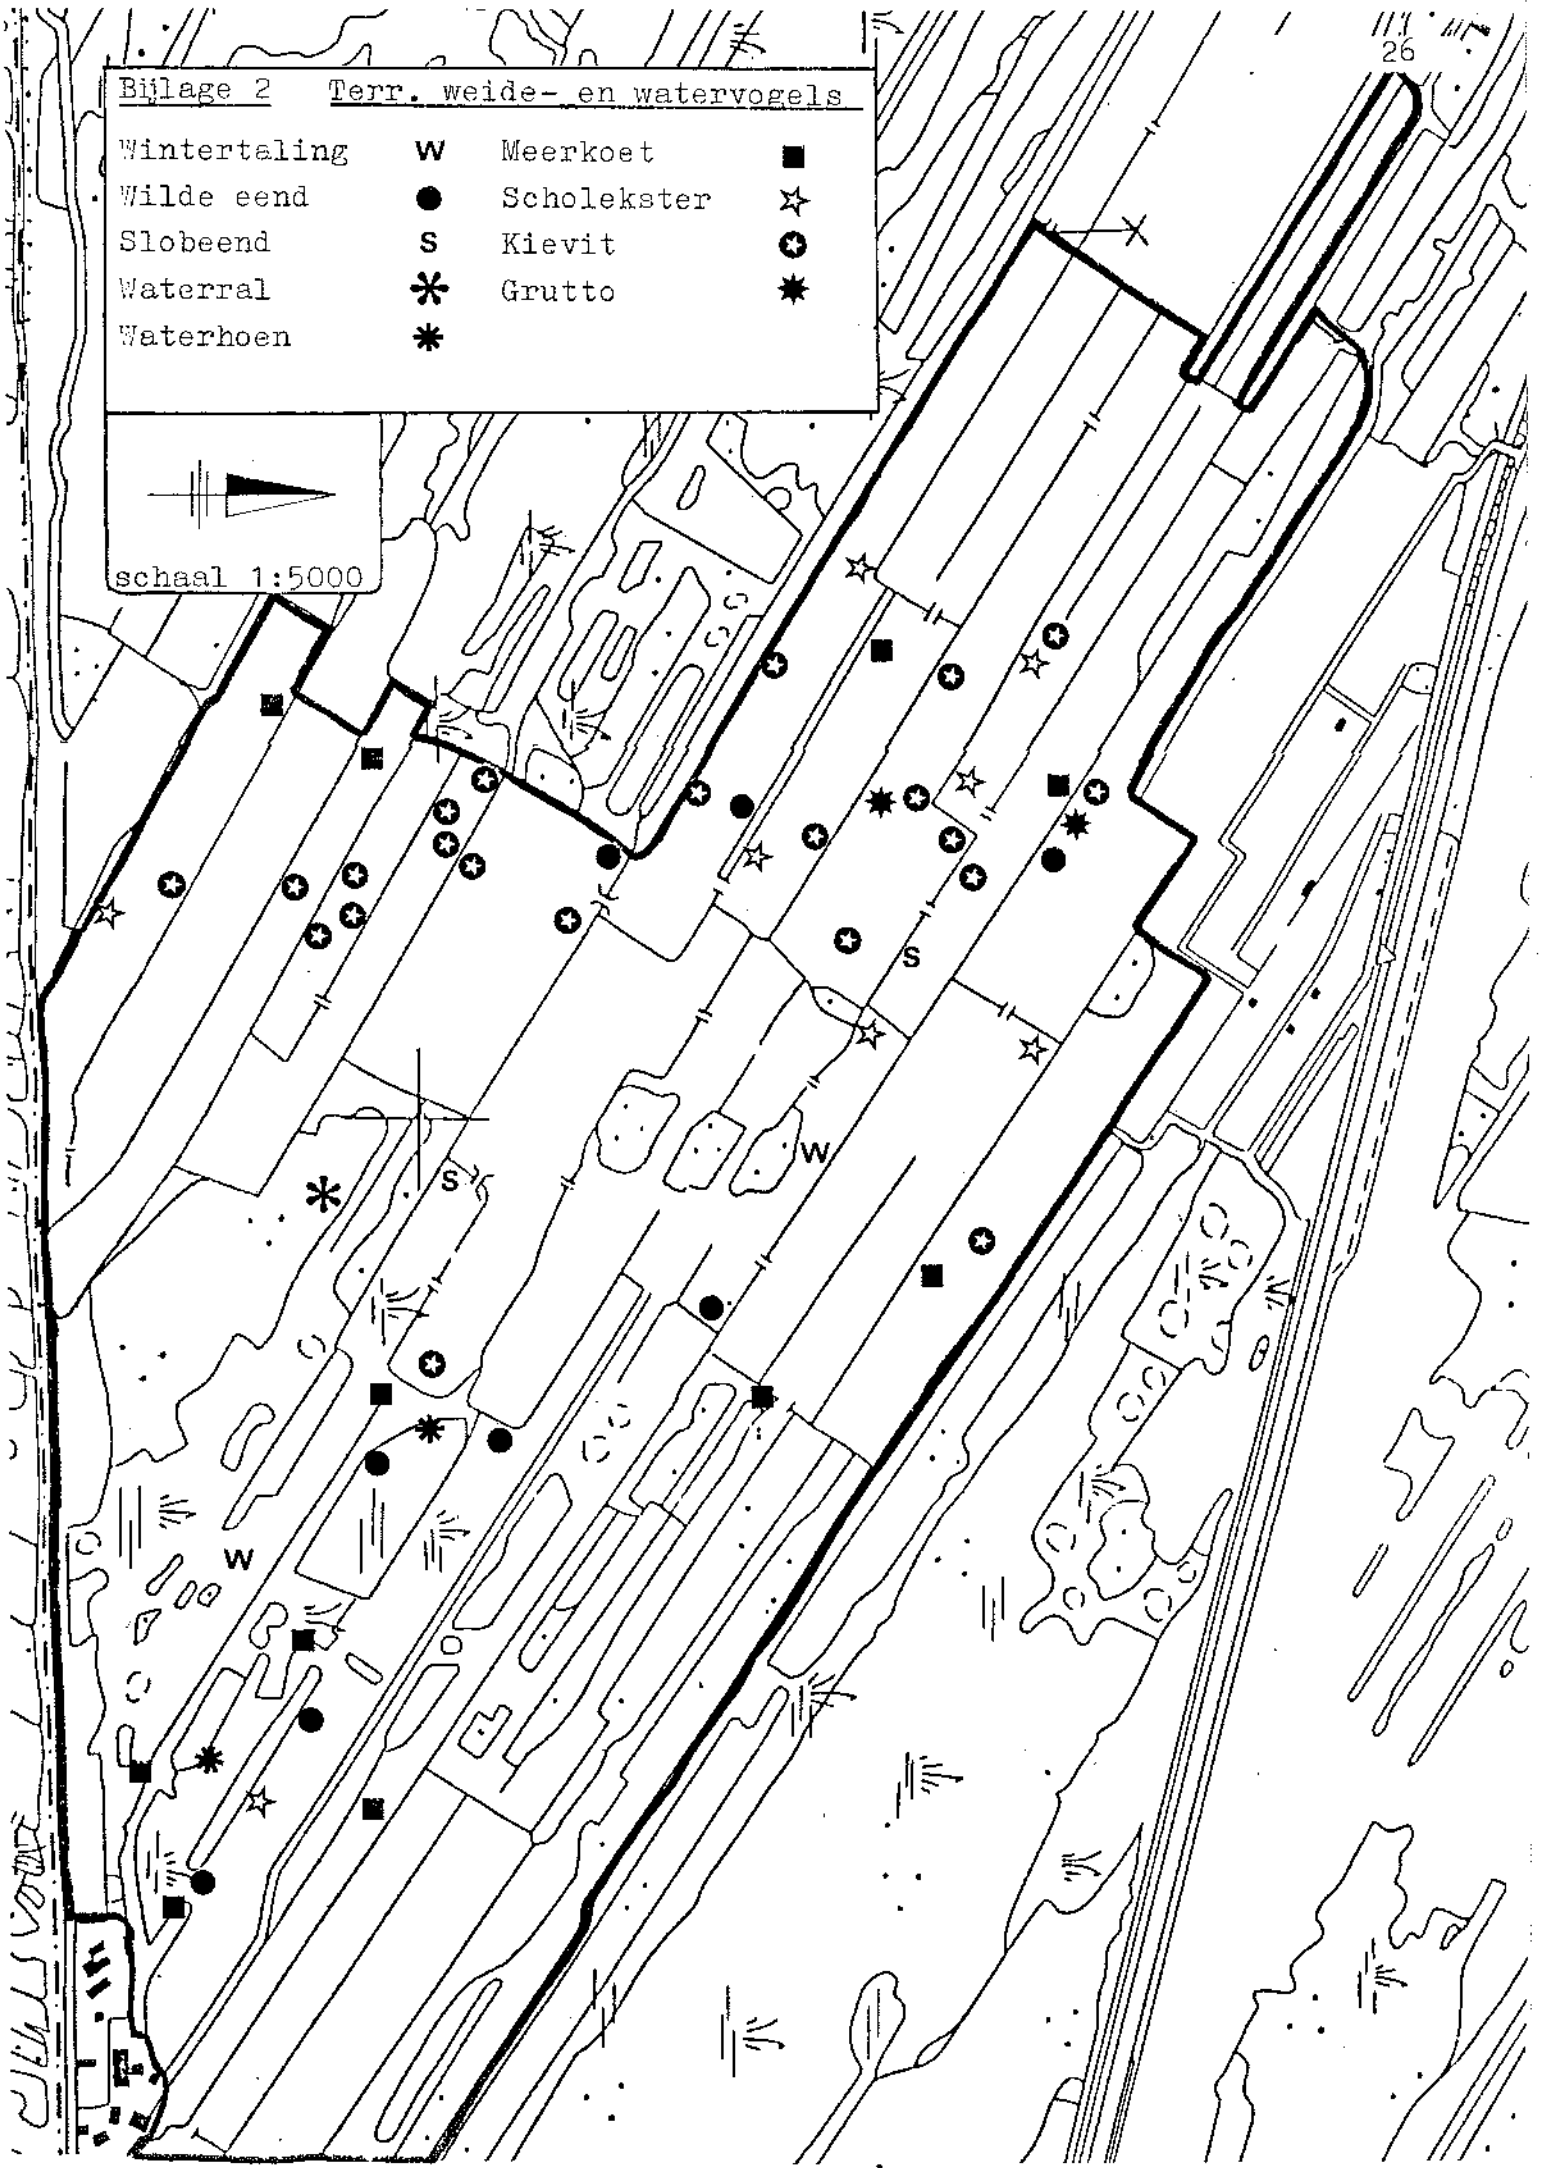 26
Bijlage 2 Terr. weide- en watervogels
Wintertaling W Meerkoet
Wilde eend Scholekster
Slobeend S Kievit
Waterral Grutto
Waterhoen
schaal 1:5000
S
W
S
W